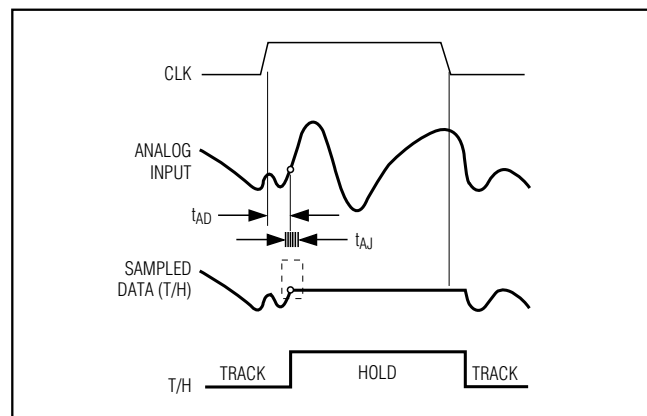 CLK
ANALOG
INPUT
tAD
tAJ
SAMPLED
DATA (T/H)
T/H
TRACK
HOLD
TRACK